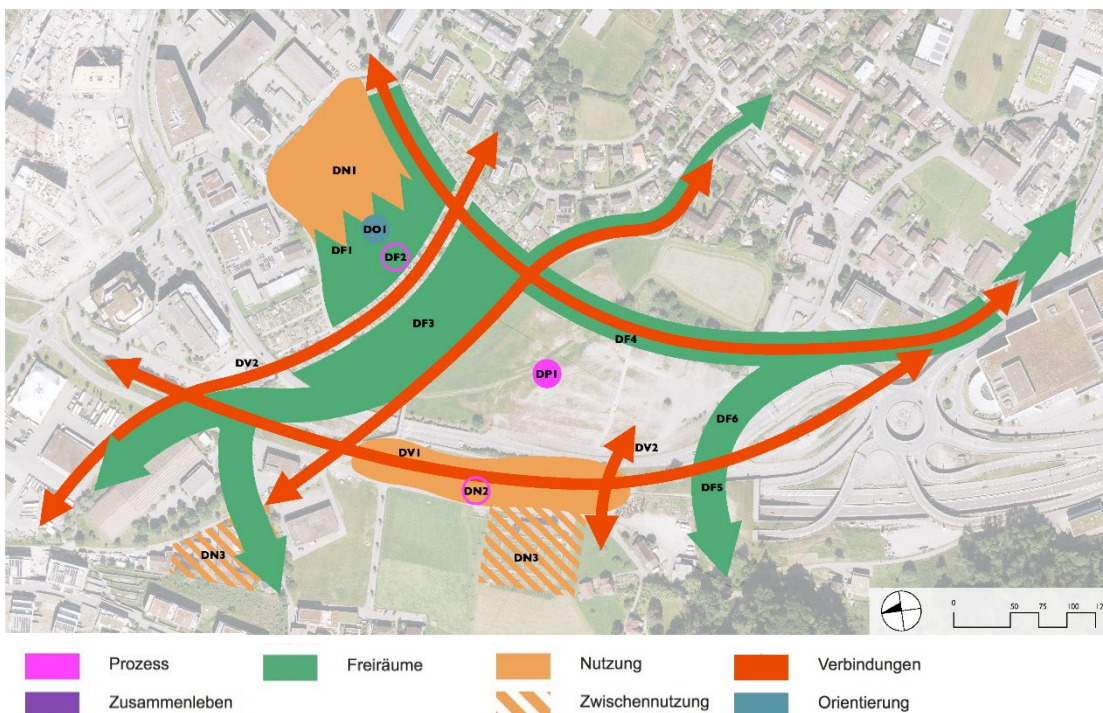 DN1
DO1
DF1
DF2
DF3
DV2
DF4
DP1
DF6
DV1
DV2
DN2
DF5
DN3
DN3
0 50 75 100 12
Prozess Freiräume Nutzung Verbindungen
Zusammenleben Zwischennutzung Orientierung